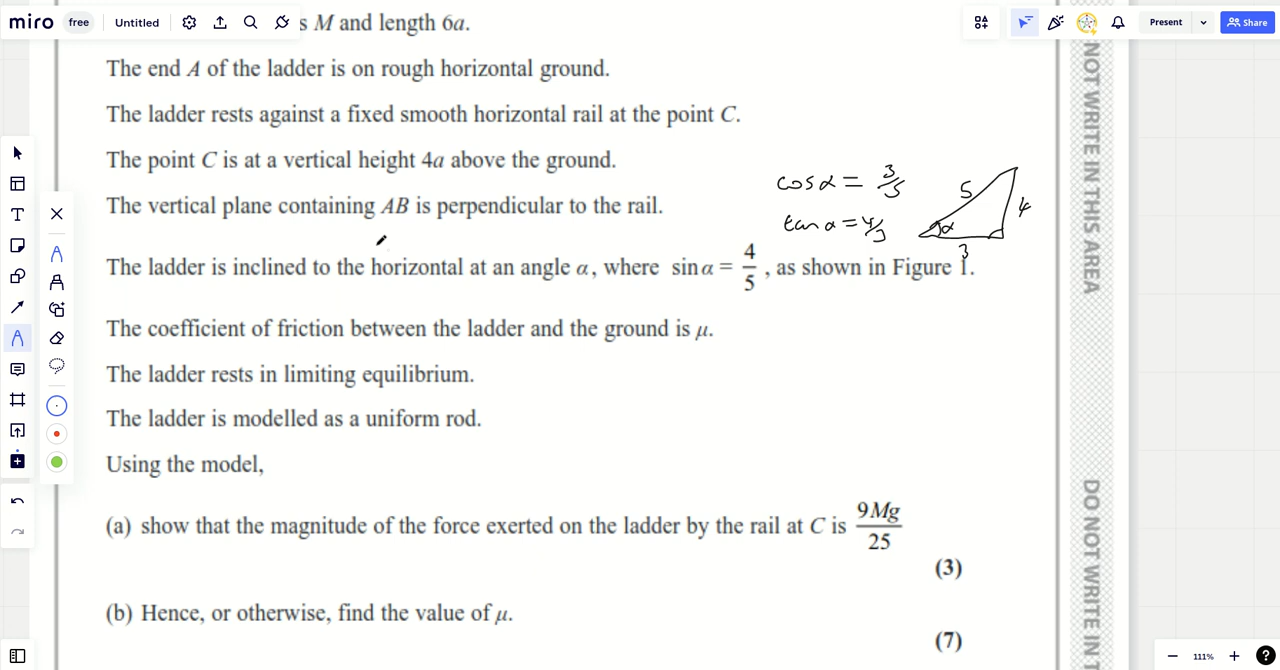 miro free Untitled Present Share
s M and length 6a.
The end A of the ladder is on rough horizontal ground.
The ladder rests against a fixed smooth horizontal rail at the point C.
The point C is at a vertical height 4a above the ground.
cos α = 3/5
5
4
The vertical plane containing AB is perpendicular to the rail.
tan α = 4/3
α
3
The ladder is inclined to the horizontal at an angle α, where sin α = 4/5, as shown in Figure 1.
The coefficient of friction between the ladder and the ground is μ.
The ladder rests in limiting equilibrium.
The ladder is modelled as a uniform rod.
Using the model,
(a) show that the magnitude of the force exerted on the ladder by the rail at C is 9Mg/25
(3)
(b) Hence, or otherwise, find the value of μ.
(7)
NOT WRITE IN THIS AREA
DO NOT WRITE IN T
111%